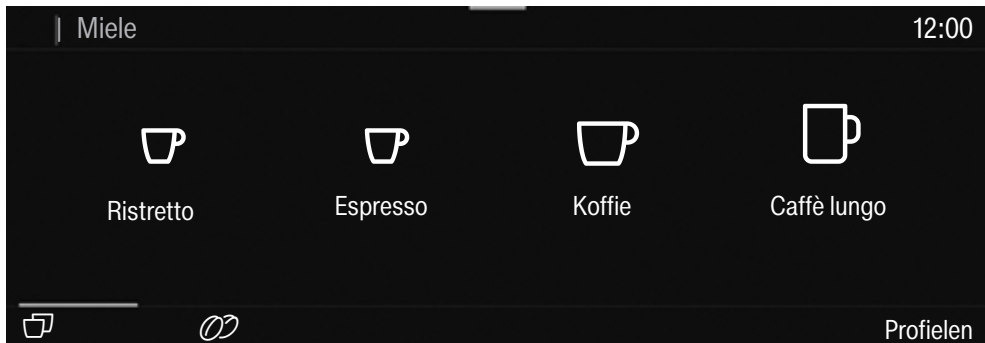 | Miele
12:00
Ristretto
Espresso
Koffie
Caffè lungo
Profielen